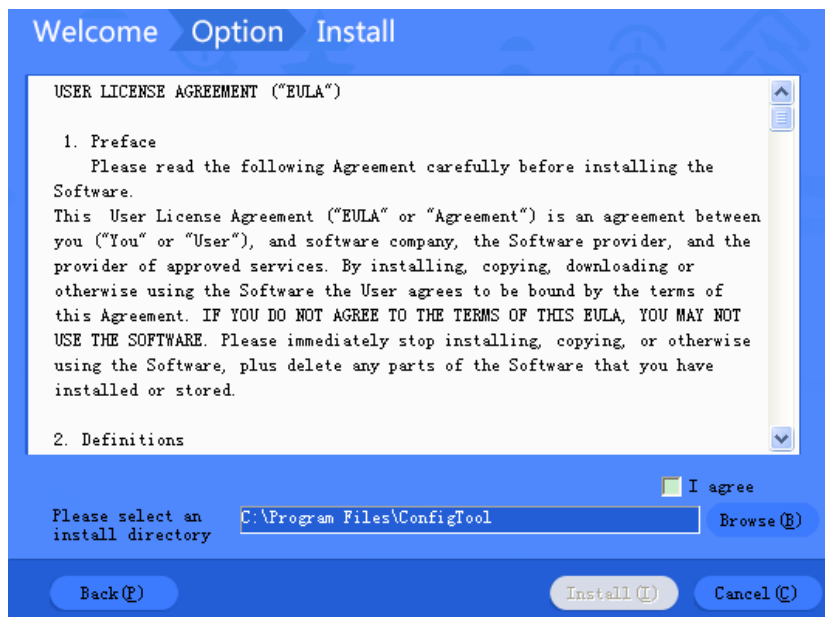 Welcome Option Install
USER LICENSE AGREEMENT ("EULA")
1. Preface
Please read the following Agreement carefully before installing the
Software.
This User License Agreement ("EULA" or "Agreement") is an agreement between
you ("You" or "User"), and software company, the Software provider, and the
provider of approved services. By installing, copying, downloading or
otherwise using the Software the User agrees to be bound by the terms of
this Agreement. IF YOU DO NOT AGREE TO THE TERMS OF THIS EULA, YOU MAY NOT
USE THE SOFTWARE. Please immediately stop installing, copying, or otherwise
using the Software, plus delete any parts of the Software that you have
installed or stored.
2. Definitions
I agree
Please select an
install directory
C:\Program Files\ConfigTool
Browse(B)
Back(P)
Install(I)
Cancel(C)